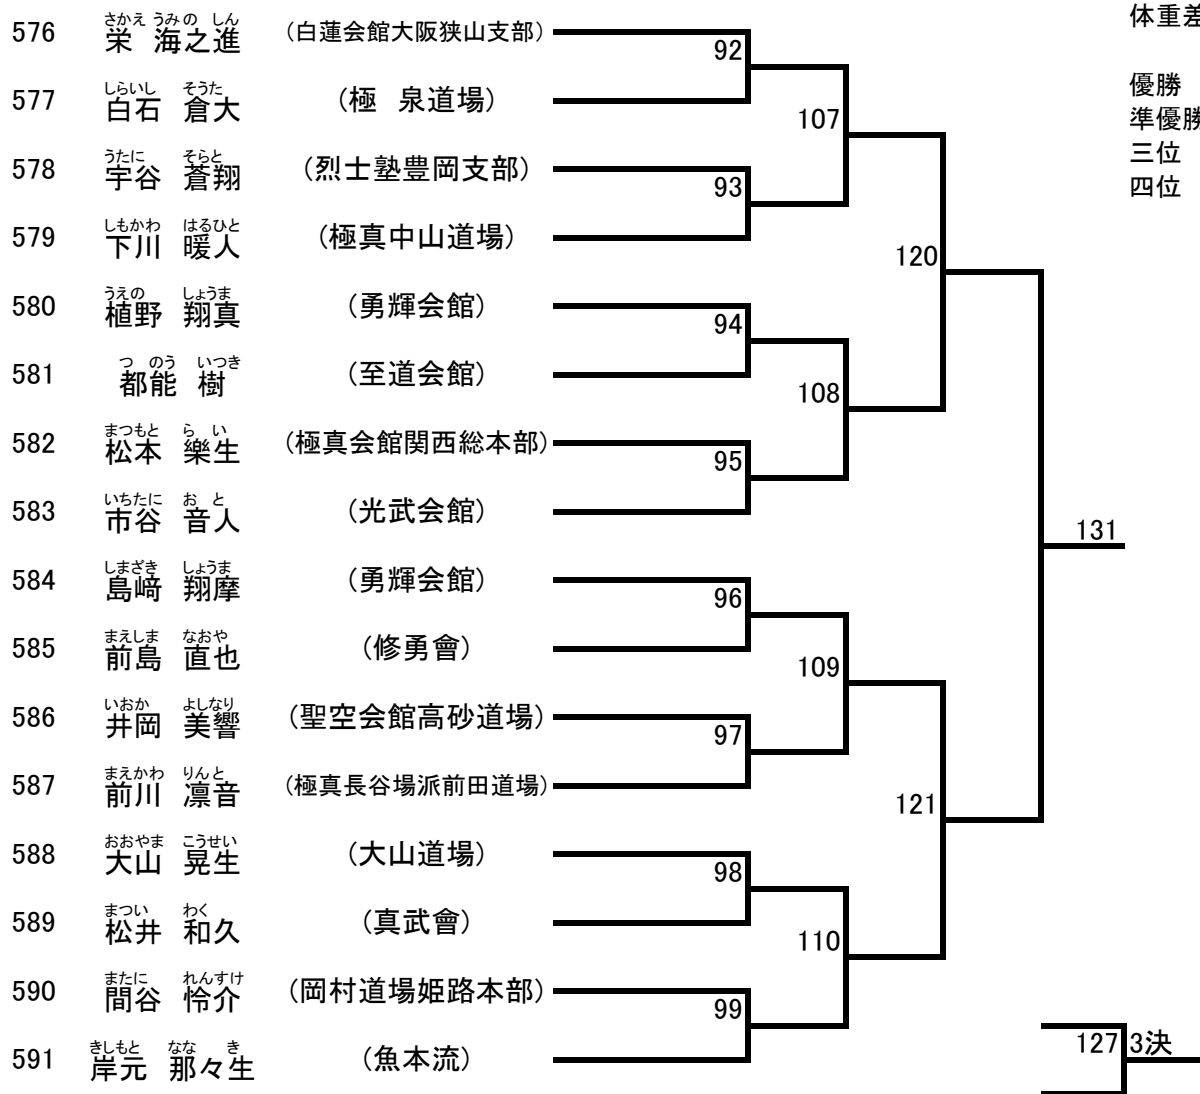 体重差
さかえ うみの しん
576 栄 海之進 (白蓮会館大阪狭山支部)
92
優勝
しらいし そうた
577 白石 倉大 (極 泉道場)
107
準優勝
三位
うたに そらと
578 宇谷 蒼翔 (烈士塾豊岡支部)
93
四位
しもかわ はるひと
579 下川 暖人 (極真中山道場)
120
うえの しょうま
580 植野 翔真 (勇輝会館)
94
つ のう いつき
581 都能 樹 (至道会館)
108
まつもと ら い
582 松本 樂生 (極真会館関西総本部)
95
いちたに お と
583 市谷 音人 (光武会館)
131
しまざき しょうま
584 島﨑 翔摩 (勇輝会館)
96
まえしま なおや
585 前島 直也 (修勇會)
109
いおか よしなり
586 井岡 美響 (聖空会館高砂道場)
97
まえかわ りんと
587 前川 凛音 (極真長谷場派前田道場)
121
おおやま こうせい
588 大山 晃生 (大山道場)
98
まつい わく
589 松井 和久 (真武會)
110
またに れんすけ
590 間谷 怜介 (岡村道場姫路本部)
99
きしもと なな き
591 岸元 那々生 (魚本流)
127 3決